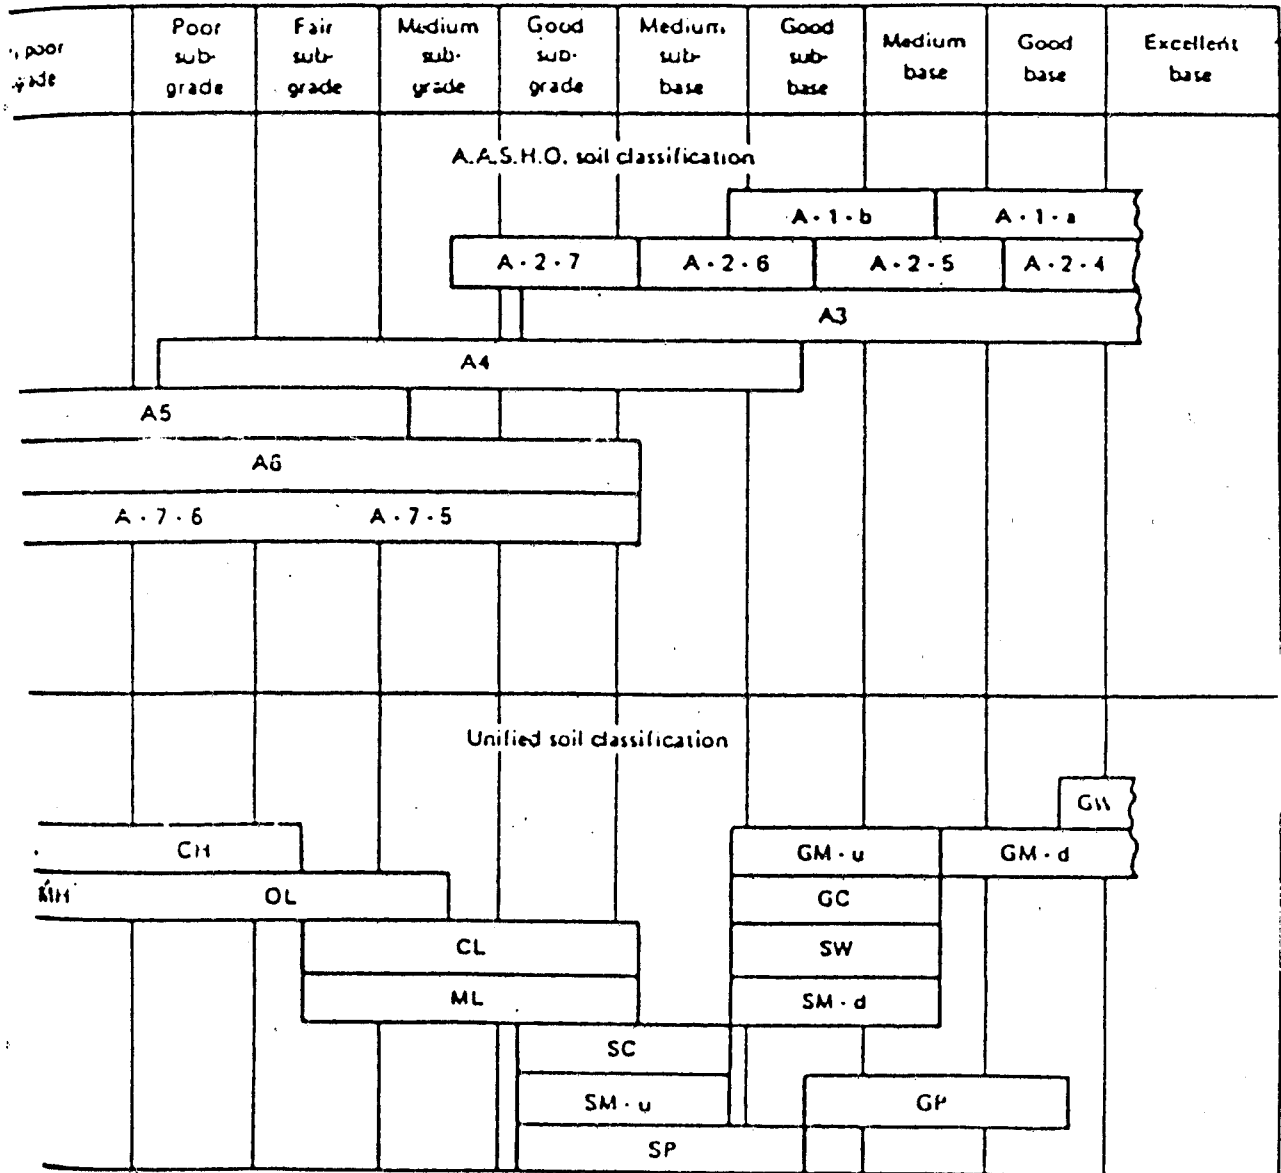 poor
grade
Poor
sub-
grade
Fair
sub-
grade
Medium
sub-
grade
Good
sub-
grade
Medium
sub-
base
Good
sub-
base
Medium
base
Good
base
Excellent
base
A.A.S.H.O. soil classification
A-1-b
A-1-a
A-2-7
A-2-6
A-2-5
A-2-4
A3
A4
A5
A6
A-7-6
A-7-5
Unified soil classification
GW
CH
GM-u
GM-d
MH
OL
GC
CL
SW
ML
SM-d
SC
SM-u
GP
SP